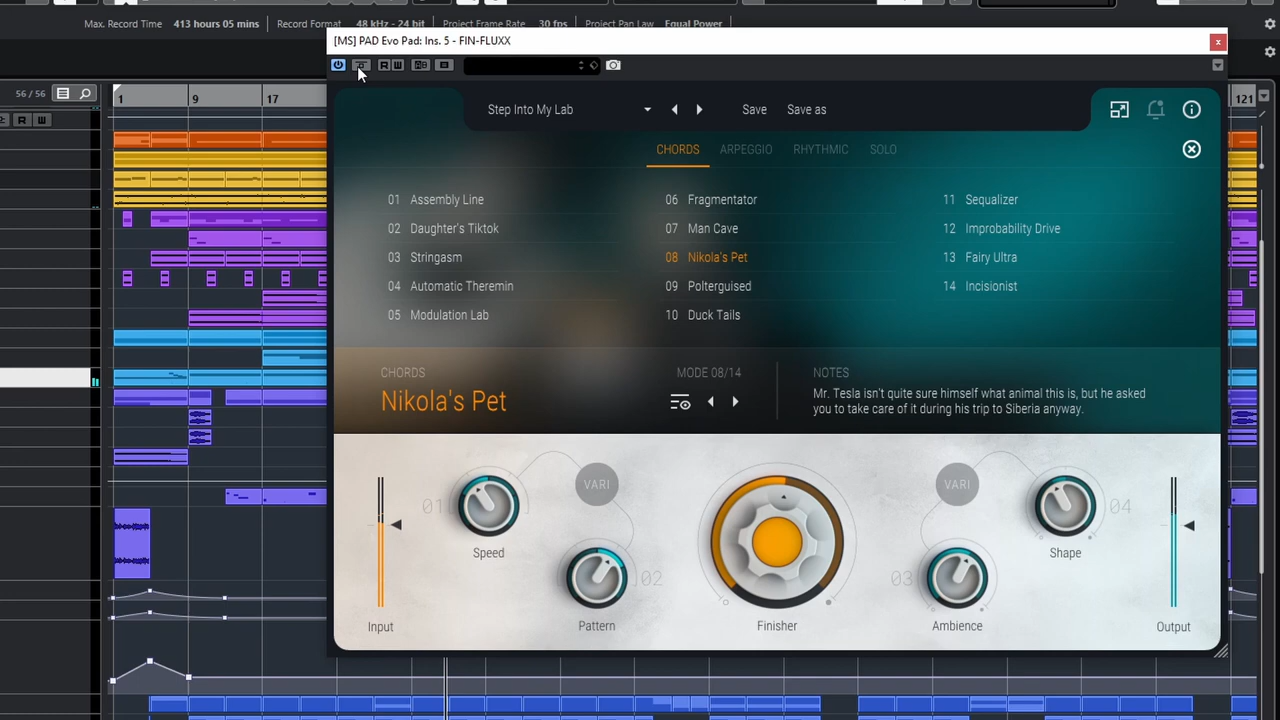 Max. Record Time 413 hours 05 mins Record Format 48 kHz - 24 bit Project Frame Rate 30 fps Project Pan Law Equal Power
[MS] PAD Evo Pad: Ins. 5 - FIN-FLUXX
x
R W
56 / 56 1 9 17 121
R W
Step Into My Lab Save Save as
CHORDS ARPEGGIO RHYTHMIC SOLO
01 Assembly Line 06 Fragmentator 11 Sequalizer
02 Daughter's Tiktok 07 Man Cave 12 Improbability Drive
03 Stringasm 08 Nikola's Pet 13 Fairy Ultra
04 Automatic Theremin 09 Polterguised 14 Incisionist
05 Modulation Lab 10 Duck Tails
CHORDS MODE 08/14 NOTES
Nikola's Pet
Mr. Tesla isn't quite sure himself what animal this is, but he asked
you to take care of it during his trip to Siberia anyway.
VARI VARI
01 04
Speed Shape
02 03
Input Pattern Finisher Ambience Output